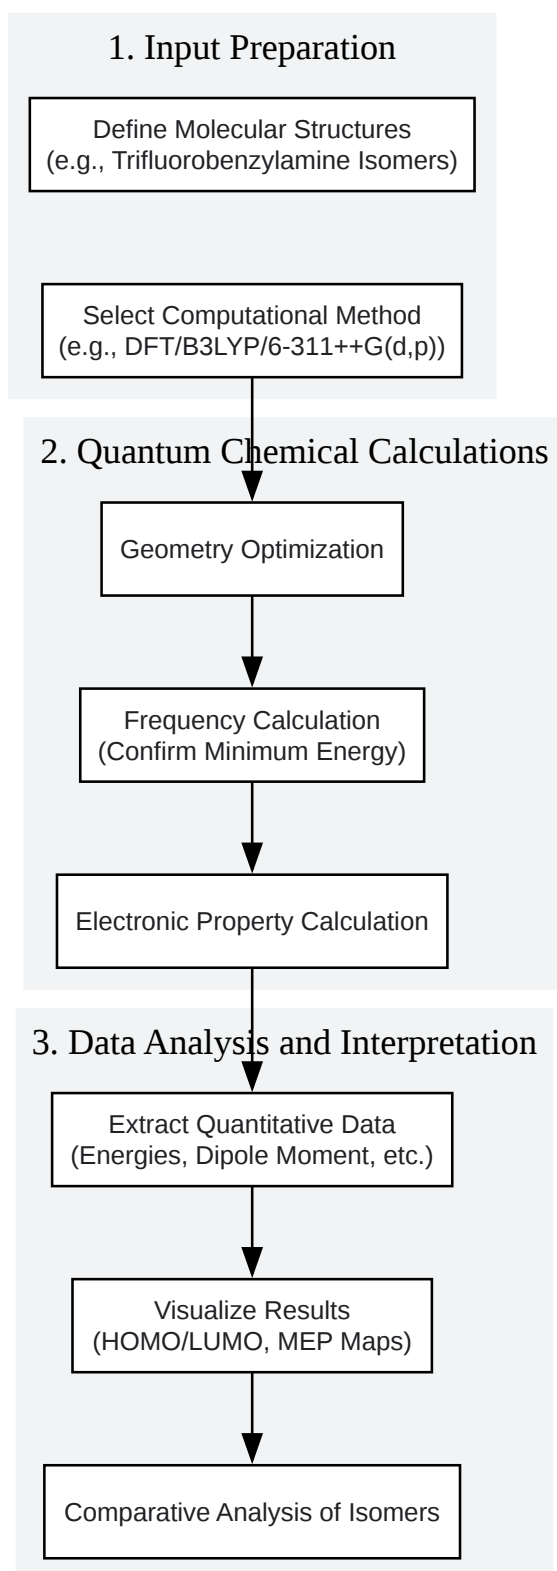 1. Input Preparation
Define Molecular Structures
(e.g., Trifluorobenzylamine Isomers)
Select Computational Method
(e.g., DFT/B3LYP/6-311++G(d,p))
2. Quantum Chemical Calculations
Geometry Optimization
Frequency Calculation
(Confirm Minimum Energy)
Electronic Property Calculation
3. Data Analysis and Interpretation
Extract Quantitative Data
(Energies, Dipole Moment, etc.)
Visualize Results
(HOMO/LUMO, MEP Maps)
Comparative Analysis of Isomers